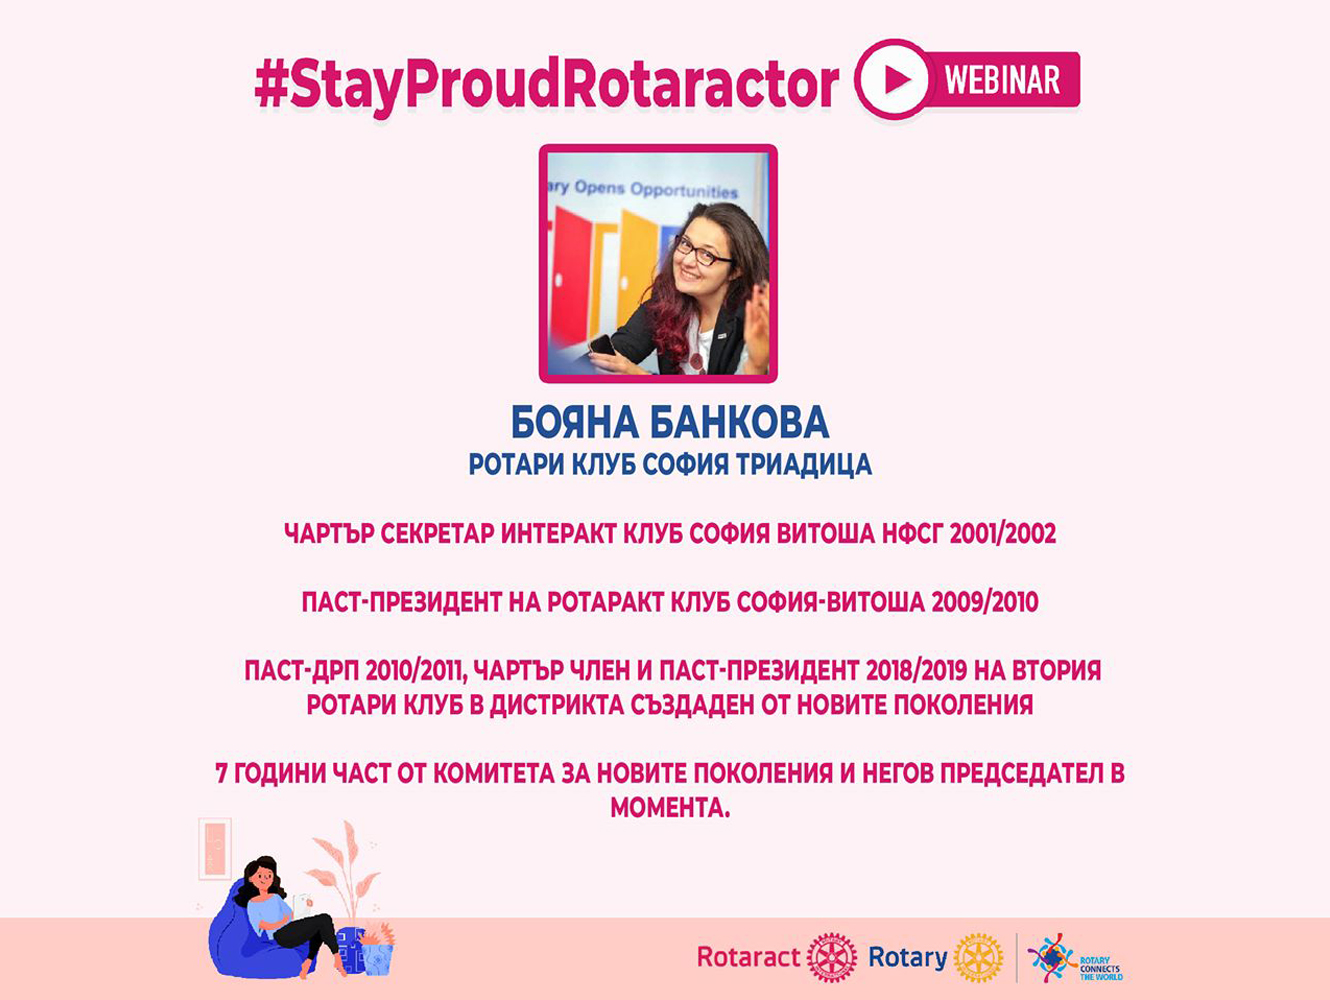 #StayProudRotaractor WEBINAR
ary Opens Opportunities
БОЯНА БАНКОВА
РОТАРИ КЛУБ СОФИЯ ТРИАДИЦА
ЧАРТЪР СЕКРЕТАР ИНТЕРАКТ КЛУБ СОФИЯ ВИТОША НФСГ 2001/2002
ПАСТ-ПРЕЗИДЕНТ НА РОТАРАКТ КЛУБ СОФИЯ-ВИТОША 2009/2010
ПАСТ-ДРП 2010/2011, ЧАРТЪР ЧЛЕН И ПАСТ-ПРЕЗИДЕНТ 2018/2019 НА ВТОРИЯ
РОТАРИ КЛУБ В ДИСТРИКТА СЪЗДАДЕН ОТ НОВИТЕ ПОКОЛЕНИЯ
7 ГОДИНИ ЧАСТ ОТ КОМИТЕТА ЗА НОВИТЕ ПОКОЛЕНИЯ И НЕГОВ ПРЕДСЕДАТЕЛ В
МОМЕНТА.
Rotaract Rotary
ROTARY
CONNECTS
THE WORLD